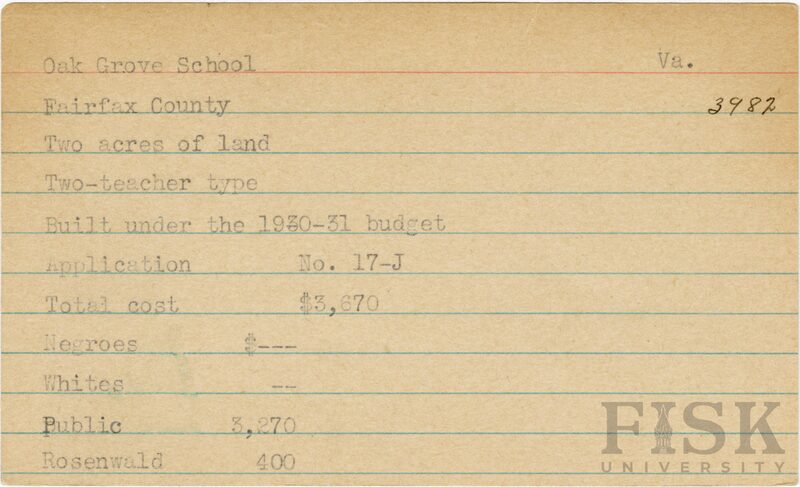 Oak Grove School Va.
Fairfax County 3982
Two acres of land
Two-teacher type
Built under the 1930-31 budget
Application No. 17-J
Total cost $3,670
Negroes $---
Whites --
Public 3,270
Rosenwald 400
FISK
UNIVERSITY